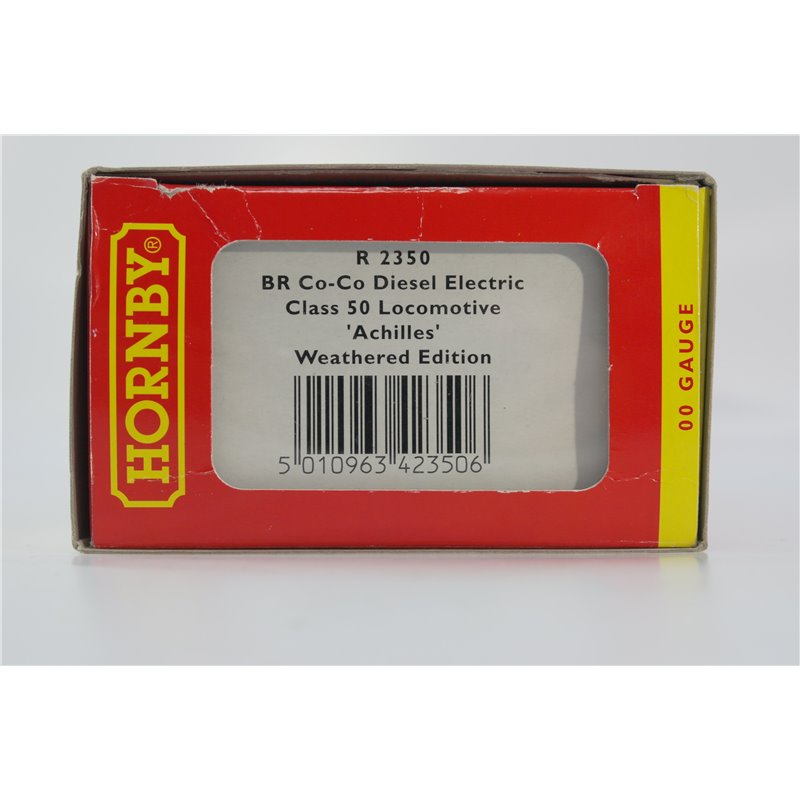 HORNBY®
R 2350
BR Co-Co Diesel Electric
Class 50 Locomotive
'Achilles'
Weathered Edition
5 010963 423506
00 GAUGE